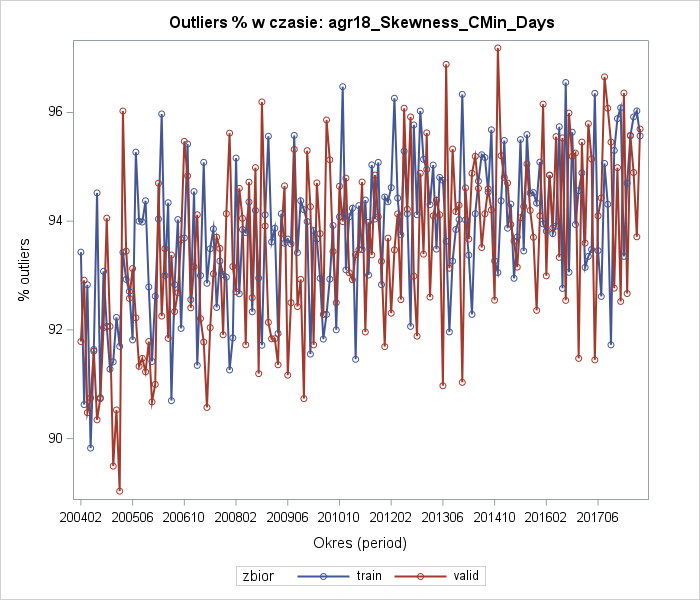 Outliers % w czasie: agr18_Skewness_CMin_Days
% outliers
96
94
92
90
200402 200506 200610 200802 200906 201010 201202 201306 201410 201602 201706
Okres (period)
zbior train valid